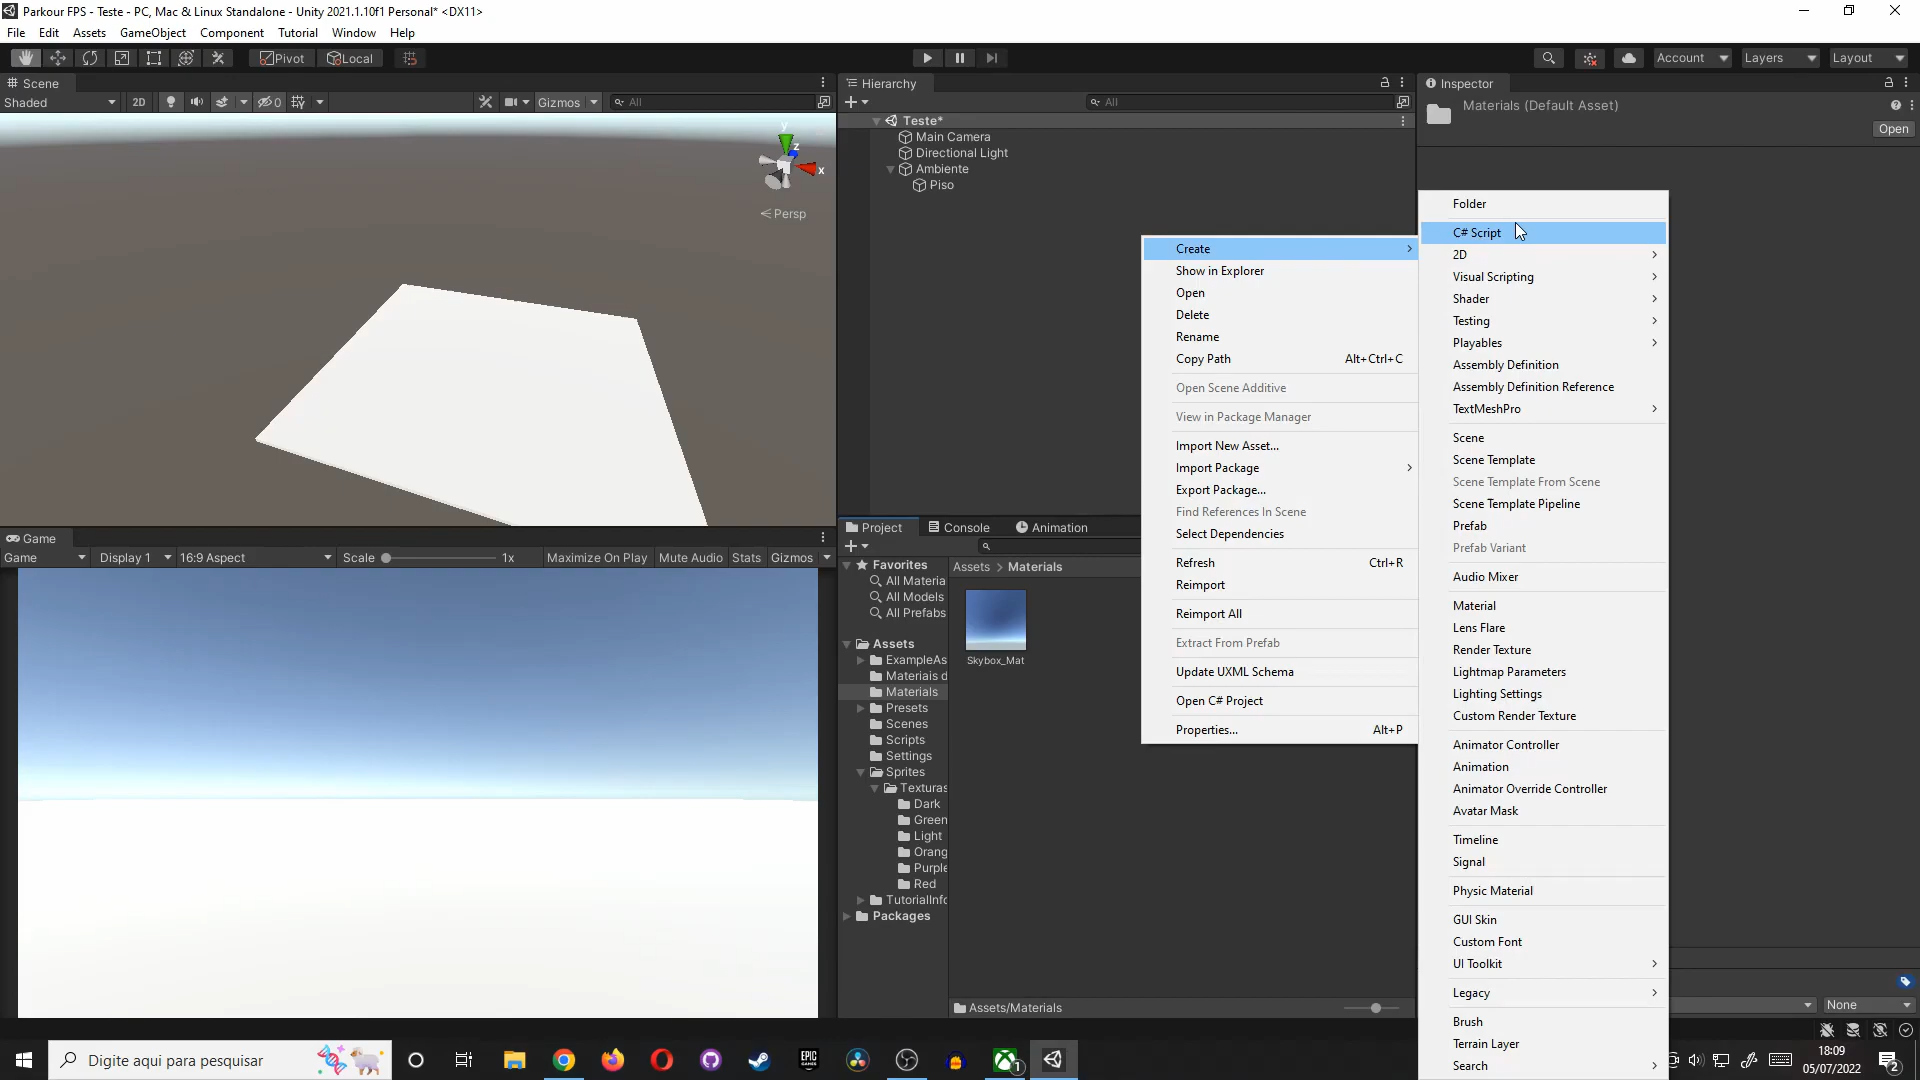 Parkour FPS - Teste - PC, Mac & Linux Standalone - Unity 2021.1.10f1 Personal* <DX11>
File Edit Assets GameObject Component Tutorial Window Help
Pivot Local Account Layers Layout
Scene
Shaded 2D 0 Gizmos All
y
z
x
Persp
Hierarchy
All
Teste*
Main Camera
Directional Light
Ambiente
Piso
Inspector
Materials (Default Asset)
Open
Create
Show in Explorer
Open
Delete
Rename
Copy Path Alt+Ctrl+C
Open Scene Additive
View in Package Manager
Import New Asset...
Import Package
Export Package...
Find References In Scene
Select Dependencies
Refresh Ctrl+R
Reimport
Reimport All
Extract From Prefab
Update UXML Schema
Open C# Project
Properties... Alt+P
Folder
C# Script
2D
Visual Scripting
Shader
Testing
Playables
Assembly Definition
Assembly Definition Reference
TextMeshPro
Scene
Scene Template
Scene Template From Scene
Scene Template Pipeline
Prefab
Prefab Variant
Audio Mixer
Material
Lens Flare
Render Texture
Lightmap Parameters
Lighting Settings
Custom Render Texture
Animator Controller
Animation
Animator Override Controller
Avatar Mask
Timeline
Signal
Physic Material
GUI Skin
Custom Font
UI Toolkit
Legacy
Brush
Terrain Layer
Search
Game
Game Display 1 16:9 Aspect Scale 1x Maximize On Play Mute Audio Stats Gizmos
Project Console Animation
Favorites
All Materia
All Models
All Prefabs
Assets
ExampleAs
Materiais d
Materials
Presets
Scenes
Scripts
Settings
Sprites
Texturas
Dark
Green
Light
Orang
Purple
Red
TutorialInfo
Packages
Assets > Materials
Skybox_Mat
Assets/Materials
None
Digite aqui para pesquisar
EPIC GAMES
1
18:09
05/07/2022
2